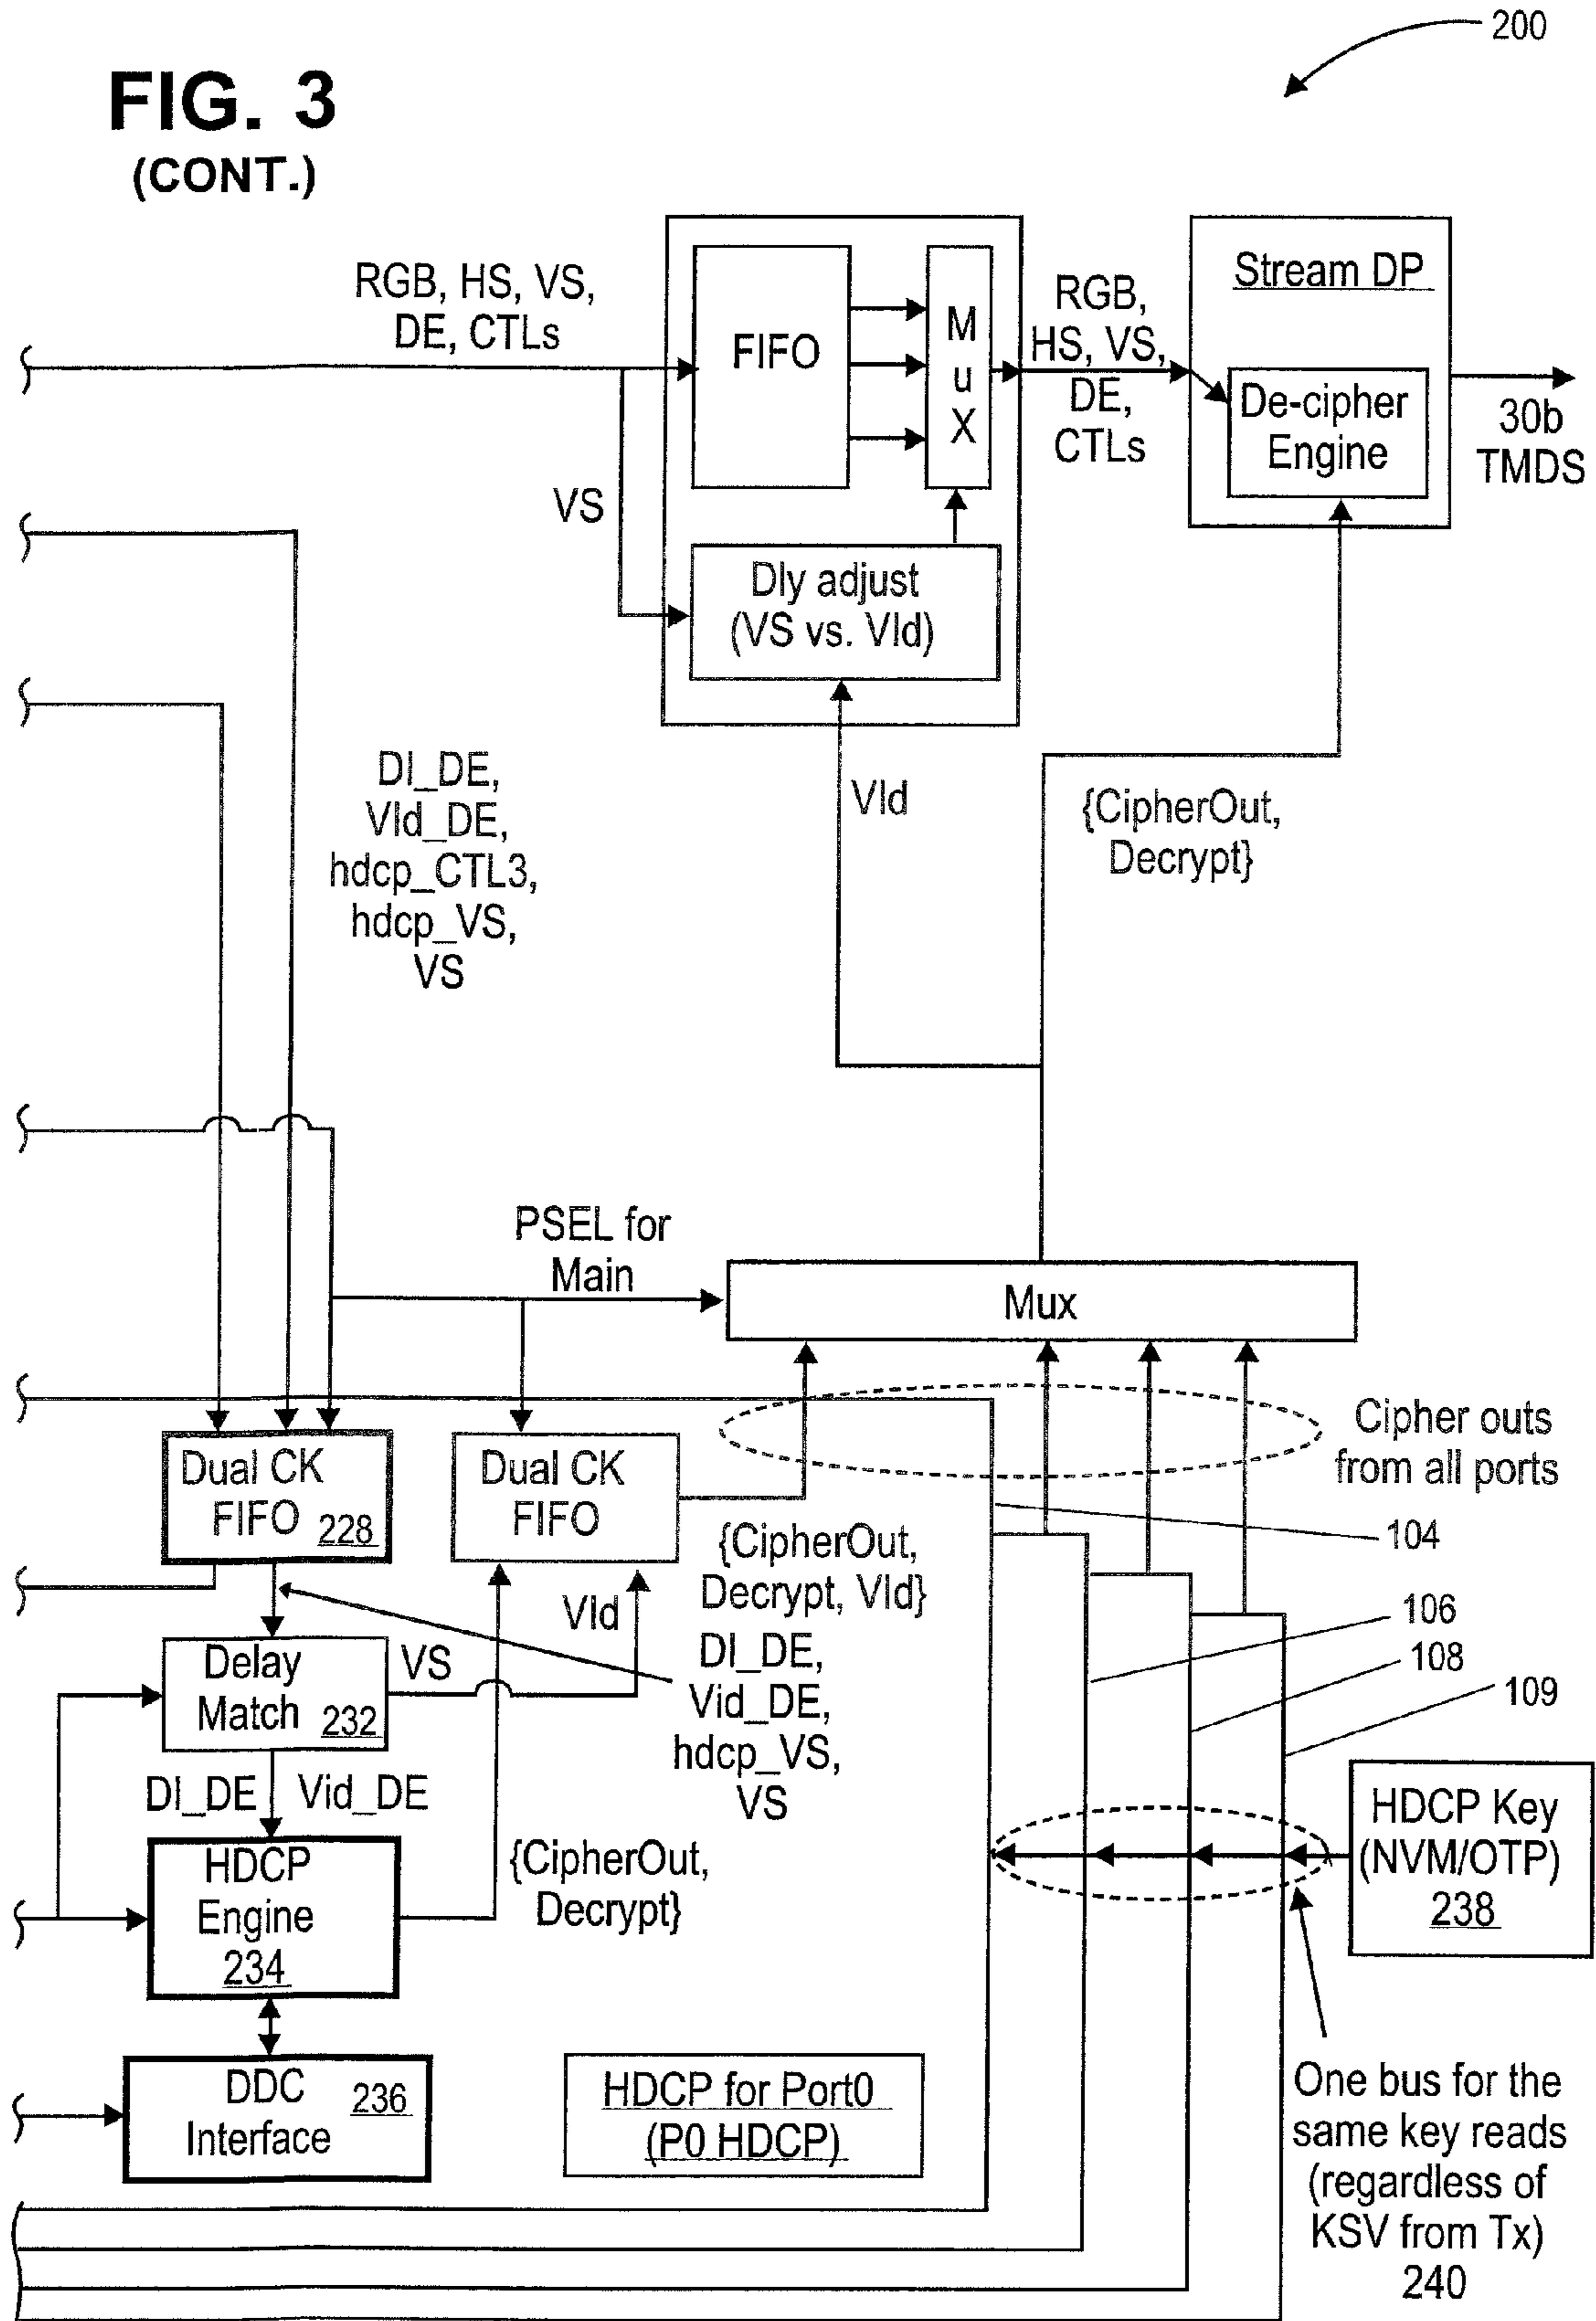 200
FIG. 3
(CONT.)
RGB, HS, VS,
DE, CTLs
FIFO
M
u
X
RGB,
HS, VS,
DE,
CTLs
Stream DP
De-cipher
Engine
30b
TMDS
VS
Dly adjust
(VS vs. Vld)
DI_DE,
Vld_DE,
hdcp_CTL3,
hdcp_VS,
VS
Vld
{CipherOut,
Decrypt}
PSEL for
Main
Mux
Cipher outs
from all ports
Dual CK
FIFO 228
Dual CK
FIFO
{CipherOut,
Decrypt, Vld}
104
106
108
109
Vld
Delay
Match 232
VS
DI_DE,
Vid_DE,
hdcp_VS,
VS
DI_DE
Vid_DE
HDCP
Engine
234
{CipherOut,
Decrypt}
HDCP Key
(NVM/OTP)
238
DDC
Interface
236
HDCP for Port0
(P0 HDCP)
One bus for the
same key reads
(regardless of
KSV from Tx)
240